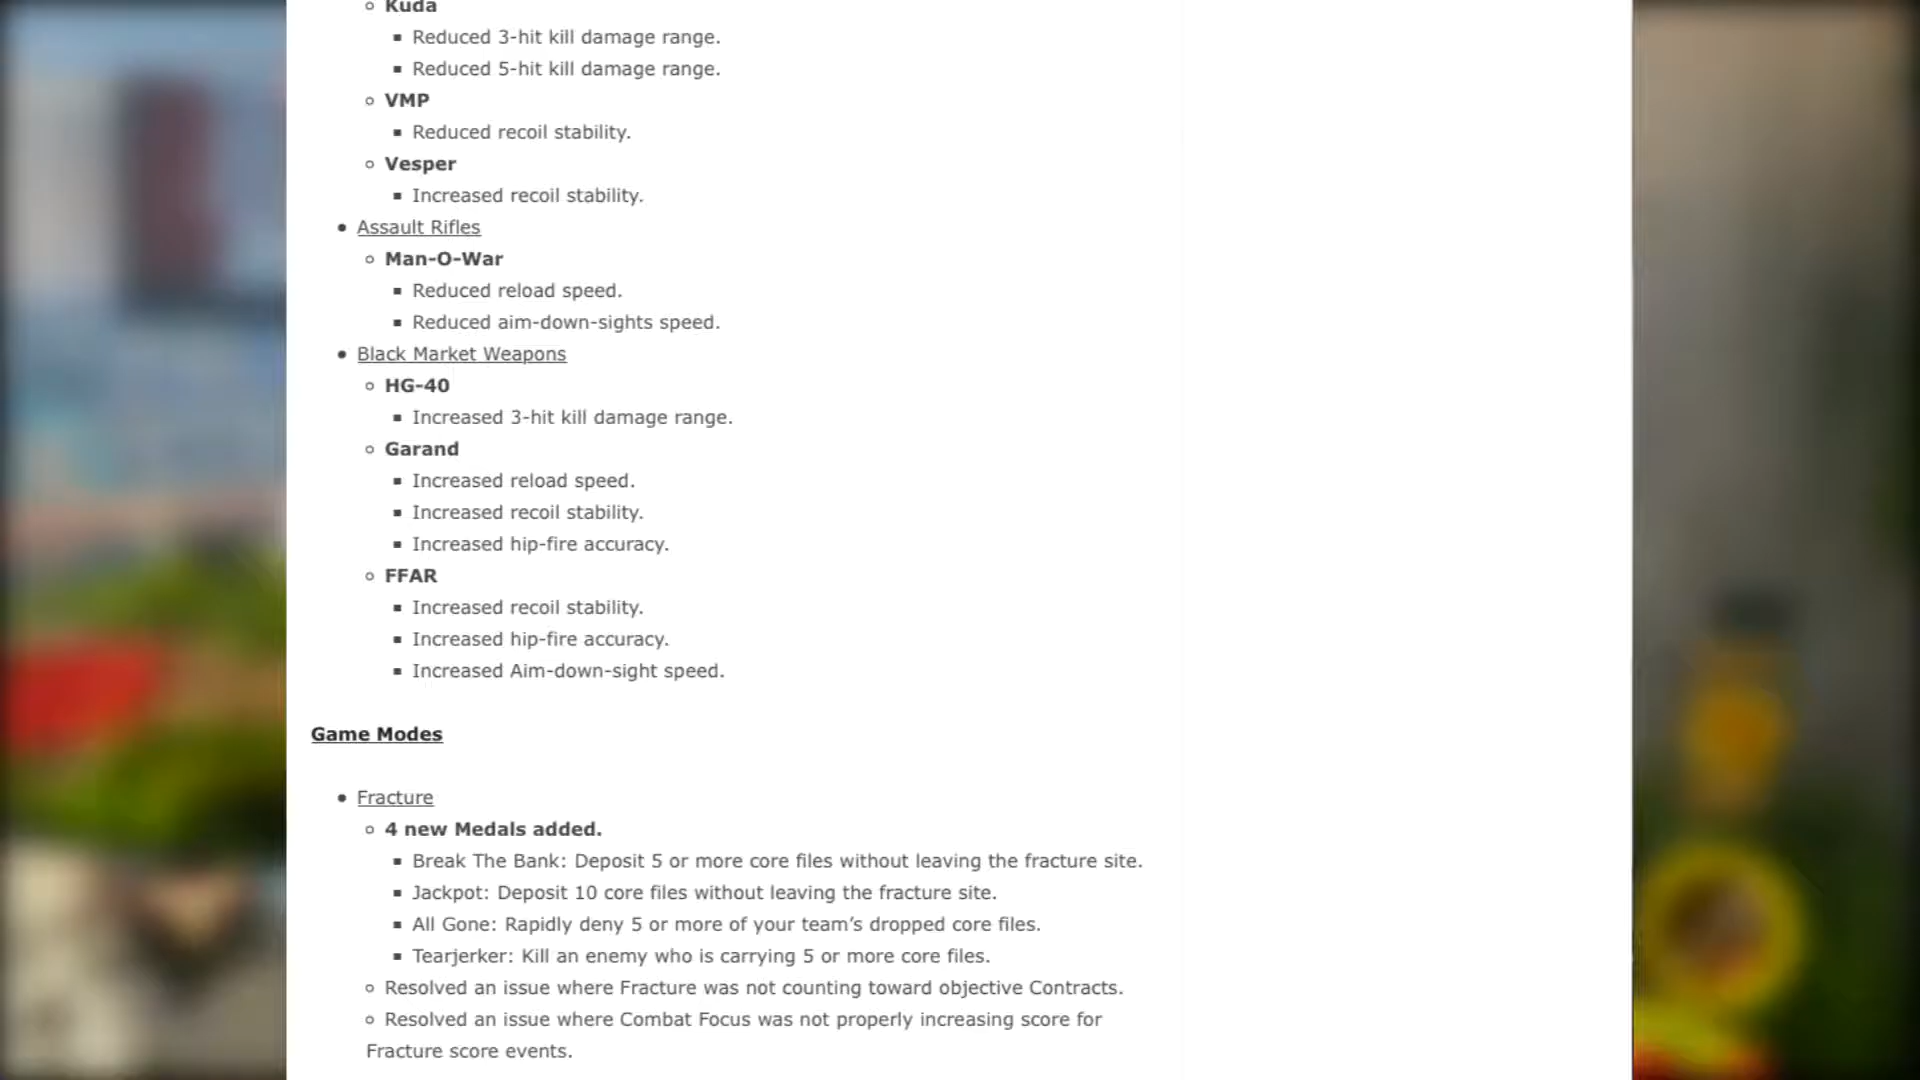 Kuda
Reduced 3-hit kill damage range.
Reduced 5-hit kill damage range.
VMP
Reduced recoil stability.
Vesper
Increased recoil stability.
Assault Rifles
Man-O-War
Reduced reload speed.
Reduced aim-down-sights speed.
Black Market Weapons
HG-40
Increased 3-hit kill damage range.
Garand
Increased reload speed.
Increased recoil stability.
Increased hip-fire accuracy.
FFAR
Increased recoil stability.
Increased hip-fire accuracy.
Increased Aim-down-sight speed.
Game Modes
Fracture
4 new Medals added.
Break The Bank: Deposit 5 or more core files without leaving the fracture site.
Jackpot: Deposit 10 core files without leaving the fracture site.
All Gone: Rapidly deny 5 or more of your team’s dropped core files.
Tearjerker: Kill an enemy who is carrying 5 or more core files.
Resolved an issue where Fracture was not counting toward objective Contracts.
Resolved an issue where Combat Focus was not properly increasing score for
Fracture score events.